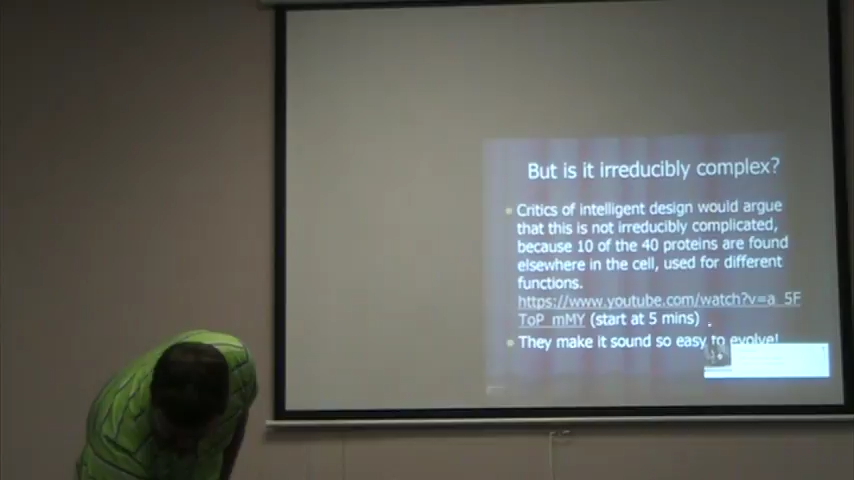 But is it irreducibly complex?
Critics of intelligent design would argue
that this is not irreducibly complicated,
because 10 of the 40 proteins are found
elsewhere in the cell, used for different
functions.
https://www.youtube.com/watch?v=a_5F
ToP_mMY (start at 5 mins)
They make it sound so easy to evolve!